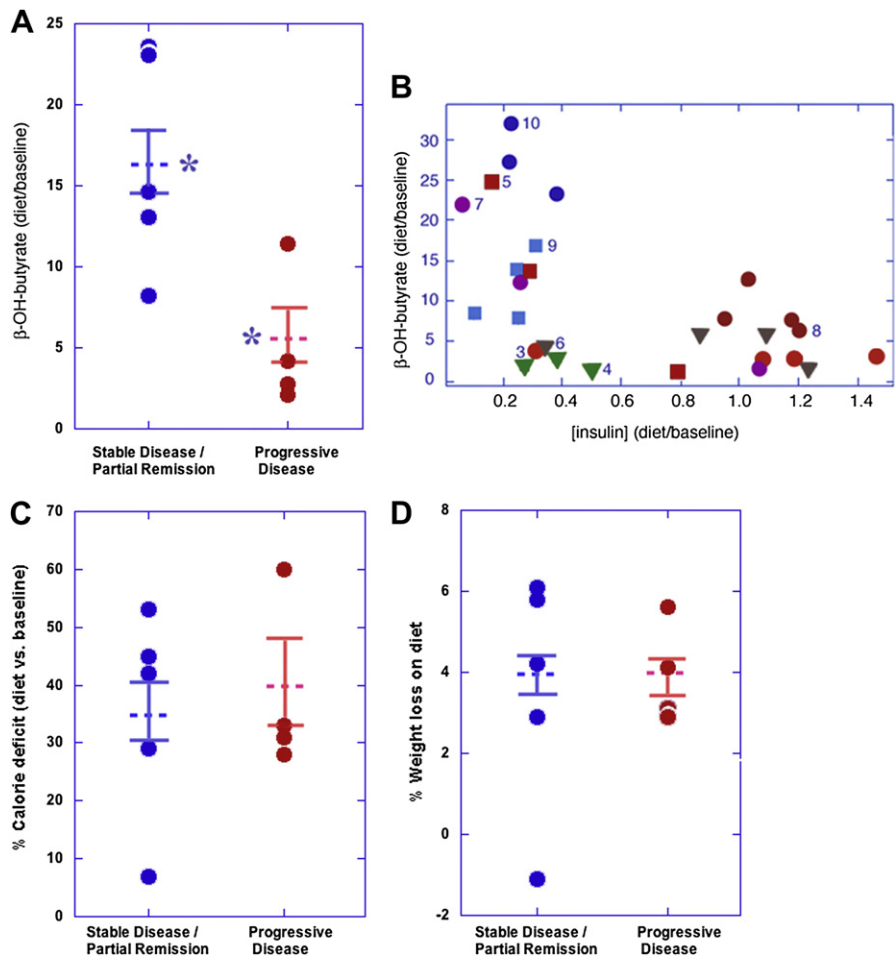 A
25
20
15
10
5
0
β-OH-butyrate (diet/baseline)
*
*
Stable Disease /
Partial Remission
Progressive
Disease
B
30
25
20
15
10
5
0
β-OH-butyrate (diet/baseline)
10
5
7
9
6
3
4
8
0.2
0.4
0.6
0.8
1.0
1.2
1.4
[insulin] (diet/baseline)
C
70
60
50
40
30
20
10
0
% Calorie deficit (diet vs. baseline)
Stable Disease /
Partial Remission
Progressive
Disease
D
8
6
4
2
0
-2
% Weight loss on diet
Stable Disease /
Partial Remission
Progressive
Disease